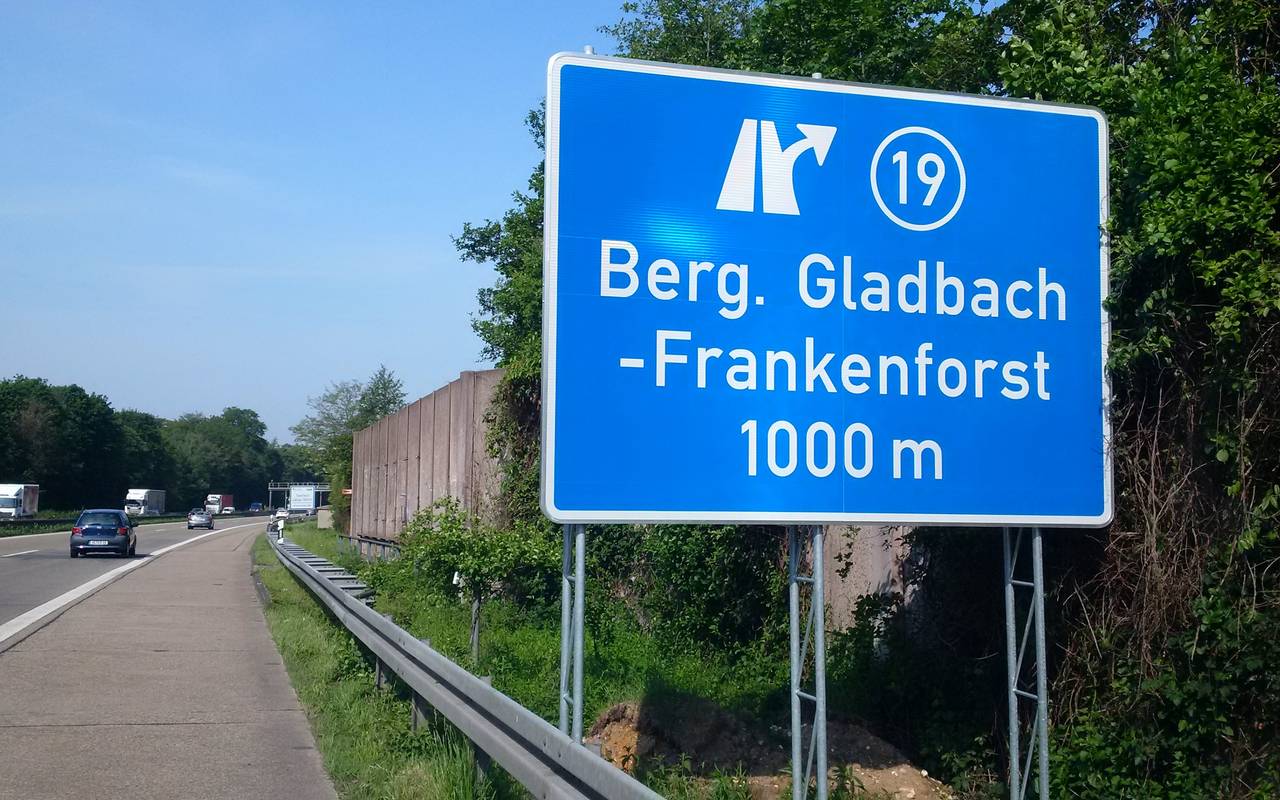 19
Berg. Gladbach
-Frankenforst
1000 m